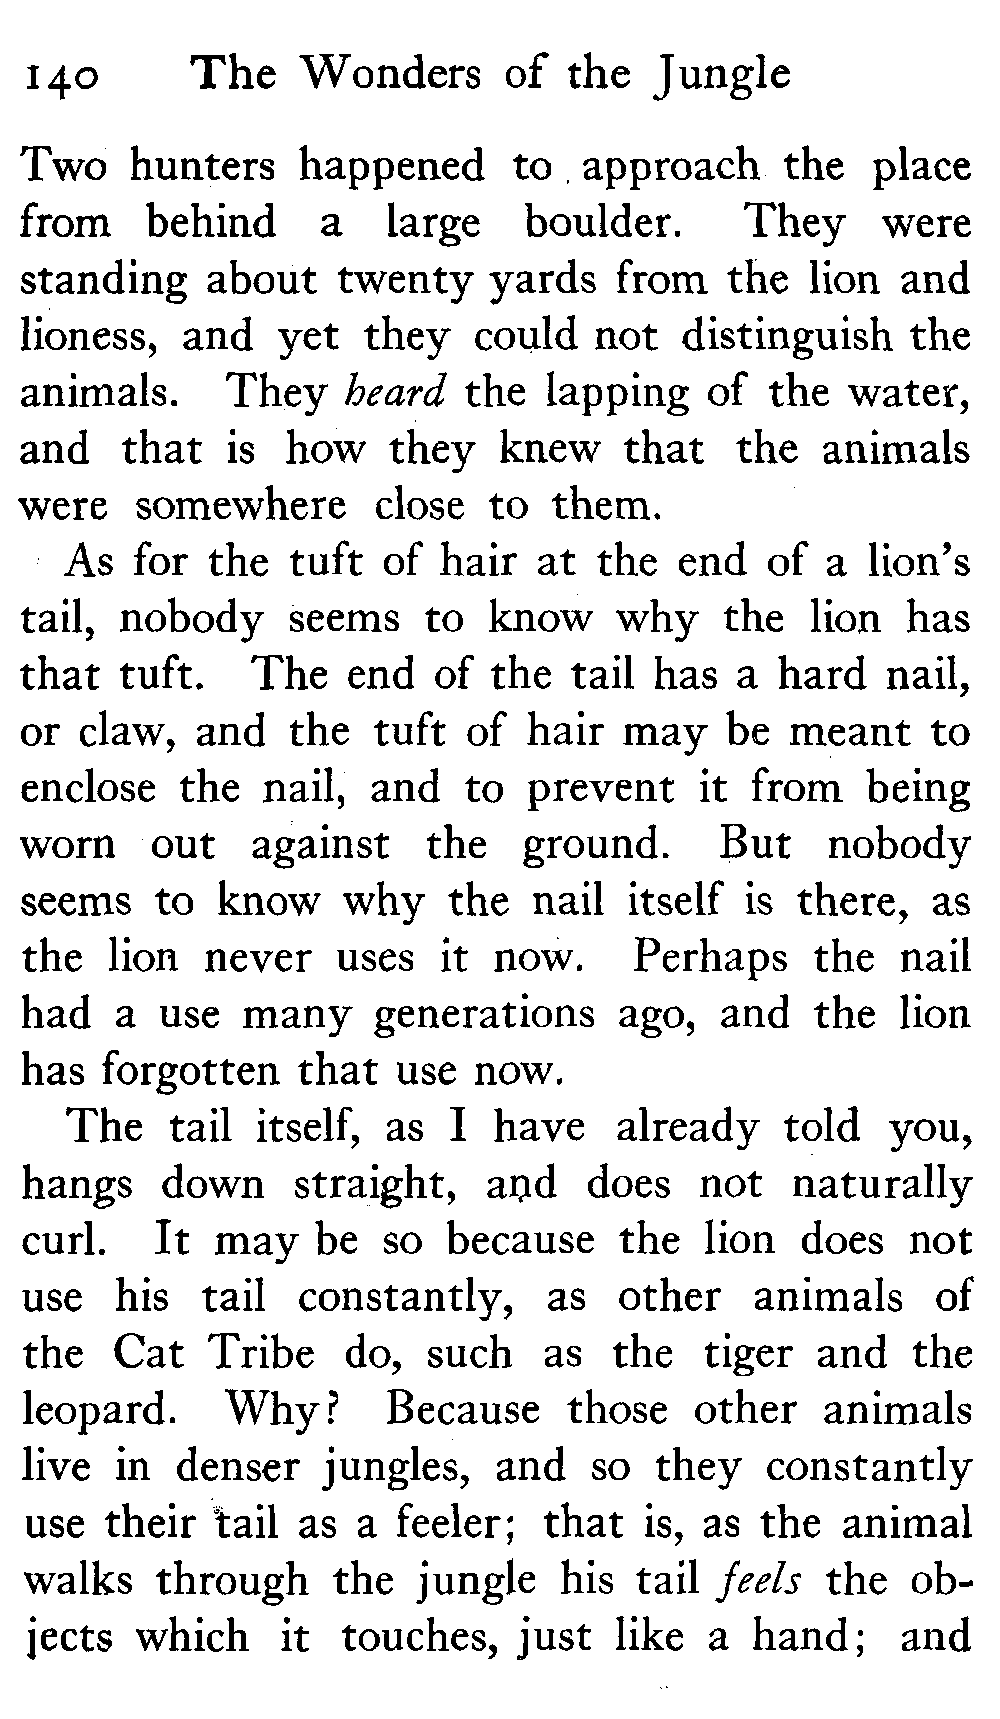 140 The Wonders of the Jungle
Two hunters happened to approach the place
from behind a large boulder. They were
standing about twenty yards from the lion and
lioness, and yet they could not distinguish the
animals. They heard the lapping of the water,
and that is how they knew that the animals
were somewhere close to them.
As for the tuft of hair at the end of a lion's
tail, nobody seems to know why the lion has
that tuft. The end of the tail has a hard nail,
or claw, and the tuft of hair may be meant to
enclose the nail, and to prevent it from being
worn out against the ground. But nobody
seems to know why the nail itself is there, as
the lion never uses it now. Perhaps the nail
had a use many generations ago, and the lion
has forgotten that use now.
The tail itself, as I have already told you,
hangs down straight, and does not naturally
curl. It may be so because the lion does not
use his tail constantly, as other animals of
the Cat Tribe do, such as the tiger and the
leopard. Why? Because those other animals
live in denser jungles, and so they constantly
use their tail as a feeler; that is, as the animal
walks through the jungle his tail feels the ob-
jects which it touches, just like a hand; and